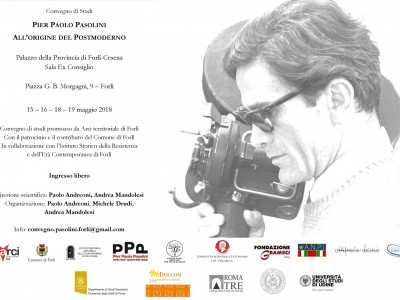 Convegno di Studi
PIER PAOLO PASOLINI
ALL'ORIGINE DEL POSTMODERNO
Palazzo della Provincia di Forlì-Cesena
Sala Ex Consiglio
Piazza G. B. Morgagni, 9 – Forlì
15 – 16 – 18 – 19 maggio 2018
Convegno di studi promosso da Arci territoriale di Forlì
Con il patrocinio e il contributo del Comune di Forlì
In collaborazione con l'Istituto Storico della Resistenza
e dell'Età Contemporanea di Forlì
Ingresso libero
Direzione scientifica: Paolo Andreoni, Andrea Mandolesi
Organizzazione: Paolo Andreoni, Michele Drudi,
Andrea Mandolesi
Info: convegno.pasolini.forli@gmail.com
arci
Comune di Forlì
PPP
Pier Paolo Pasolini
FONDAZIONE
GRAMSCI
A.N.P.I.
DICOM
ROMA
TRE
UNIVERSITÀ
DEGLI STUDI
DI UDINE